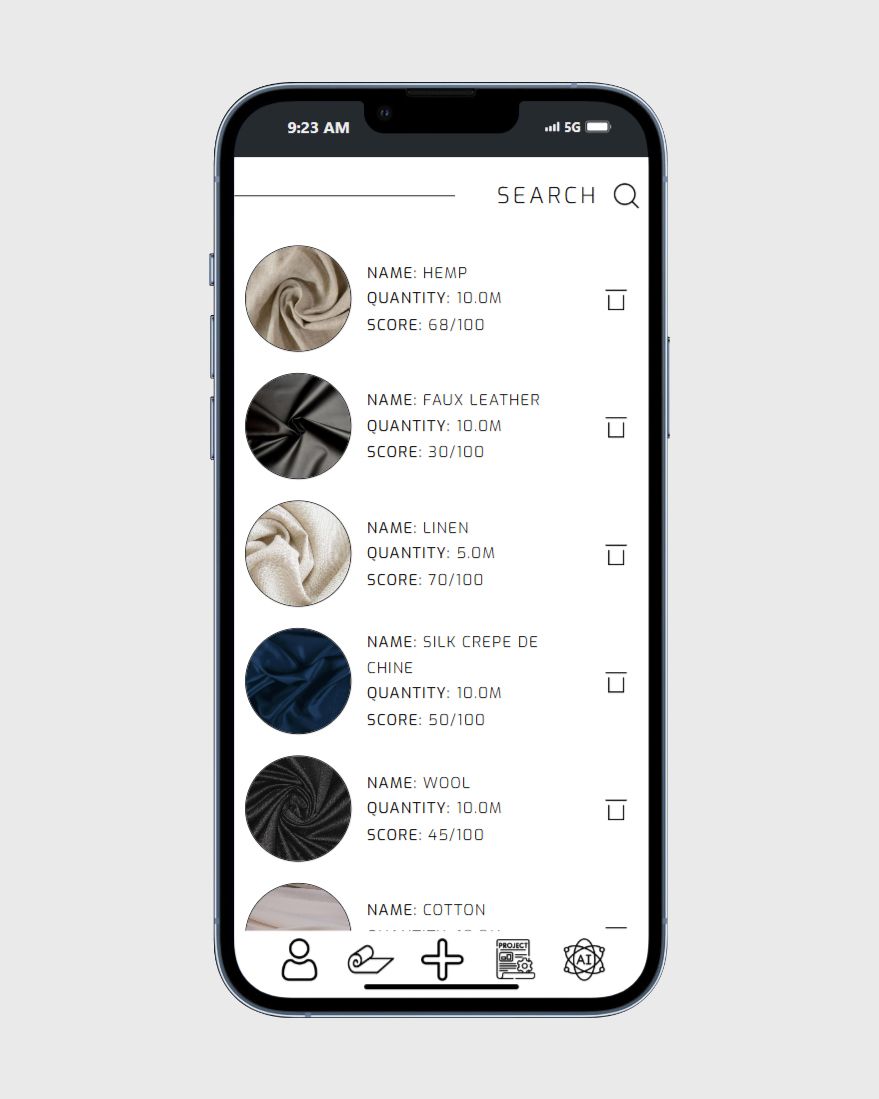 9:23 AM
5G
SEARCH
NAME: HEMP
QUANTITY: 10.0M
SCORE: 68/100
NAME: FAUX LEATHER
QUANTITY: 10.0M
SCORE: 30/100
NAME: LINEN
QUANTITY: 5.0M
SCORE: 70/100
NAME: SILK CREPE DE
CHINE
QUANTITY: 10.0M
SCORE: 50/100
NAME: WOOL
QUANTITY: 10.0M
SCORE: 45/100
NAME: COTTON
PROJECT
AI